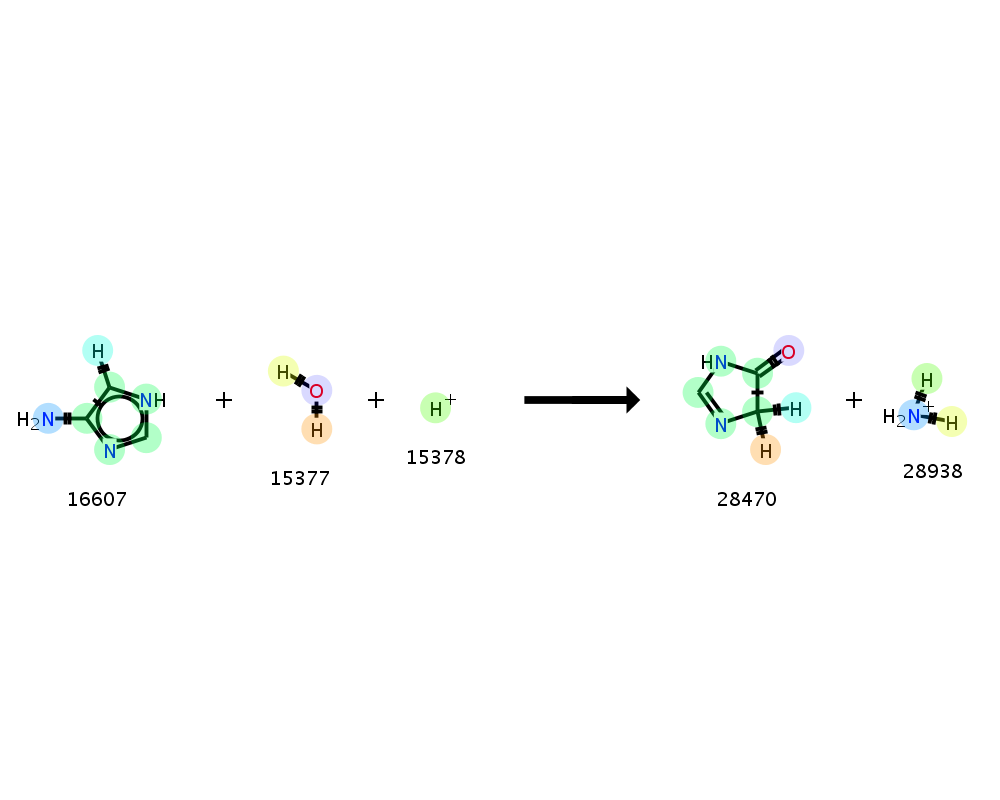 H
H₂N NH N
16607
+
H O H
15377
+
H⁺
15378
HN O N H H
28470
+
H H₂N⁺ H
28938